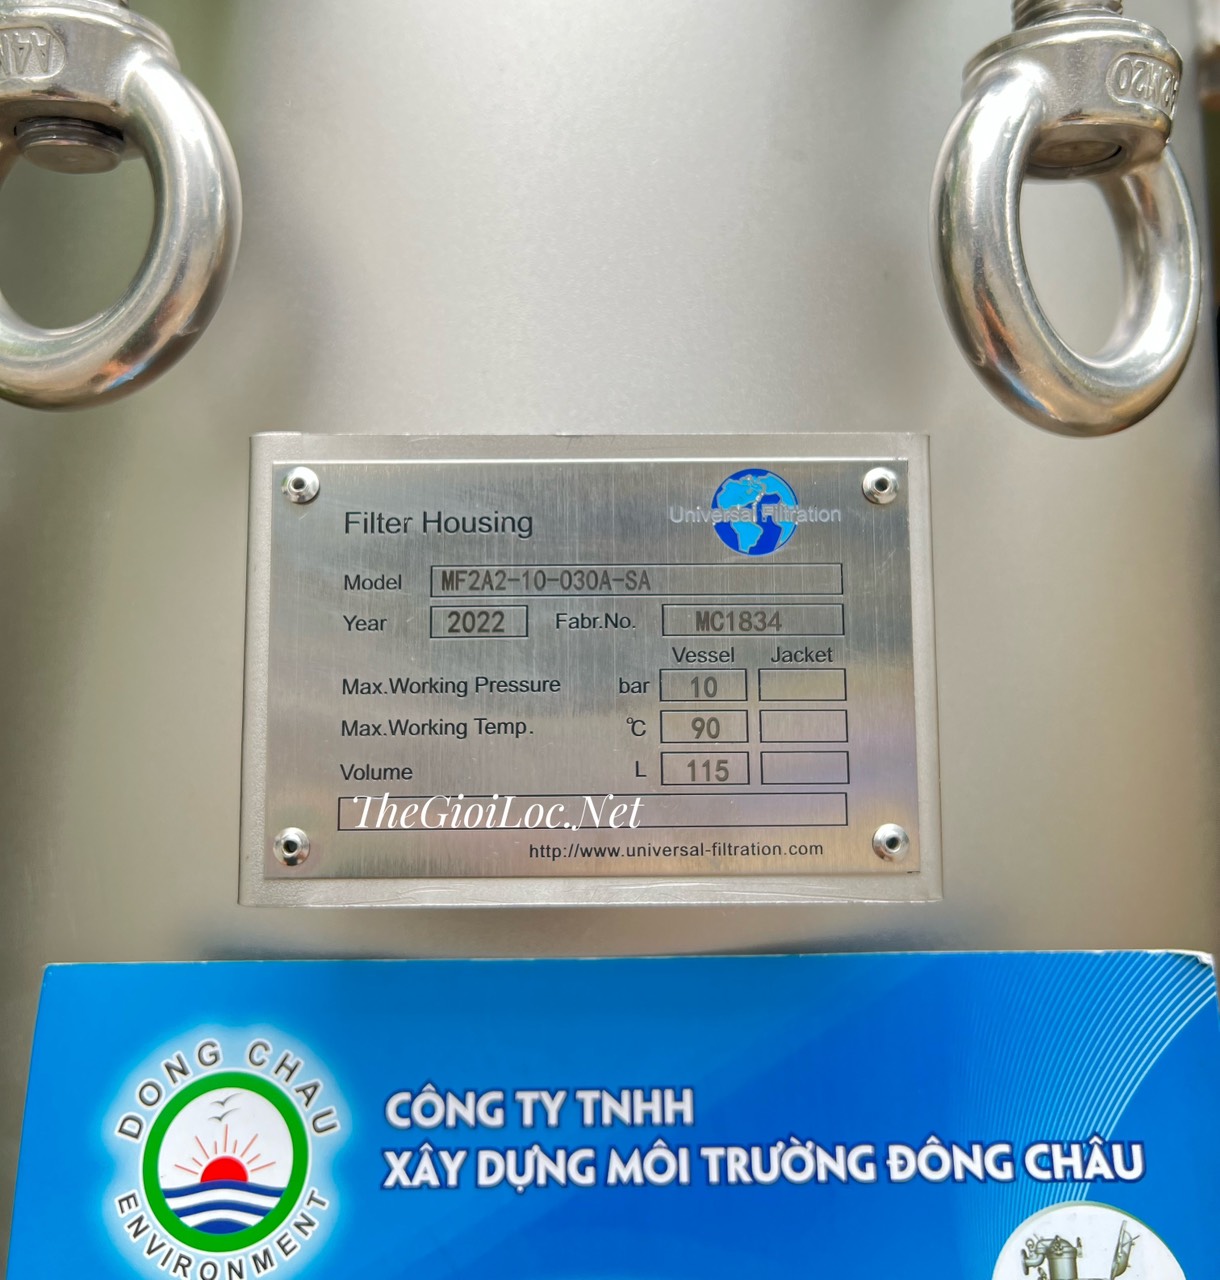 A4
M20
Universal Filtration
Filter Housing
Model MF2A2-10-030A-SA
Year 2022 Fabr.No. MC1834
Vessel Jacket
Max.Working Pressure bar 10
Max.Working Temp. ℃ 90
Volume L 115
TheGioiLoc.Net
http://www.universal-filtration.com
DONG CHAU
ENVIRONMENT
CÔNG TY TNHH
XÂY DỰNG MÔI TRƯỜNG ĐÔNG CHÂU